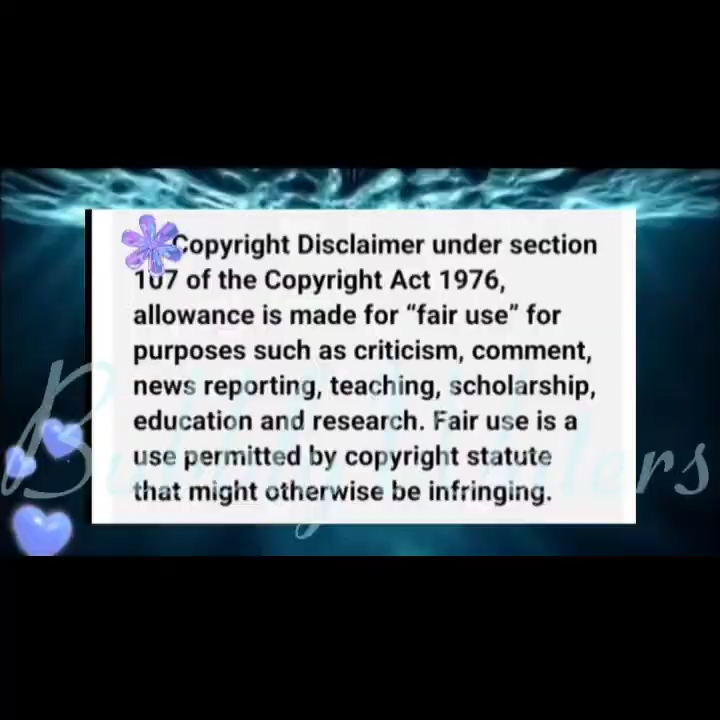 Copyright Disclaimer under section
107 of the Copyright Act 1976,
allowance is made for “fair use” for
purposes such as criticism, comment,
news reporting, teaching, scholarship,
education and research. Fair use is a
use permitted by copyright statute
that might otherwise be infringing.